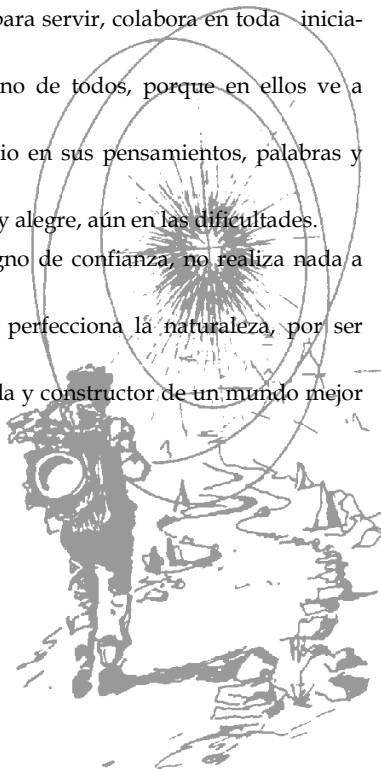 para servir, colabora en toda inicia-
no de todos, porque en ellos ve a
io en sus pensamientos, palabras y
y alegre, aún en las dificultades.
gno de confianza, no realiza nada a
perfecciona la naturaleza, por ser
la y constructor de un mundo mejor